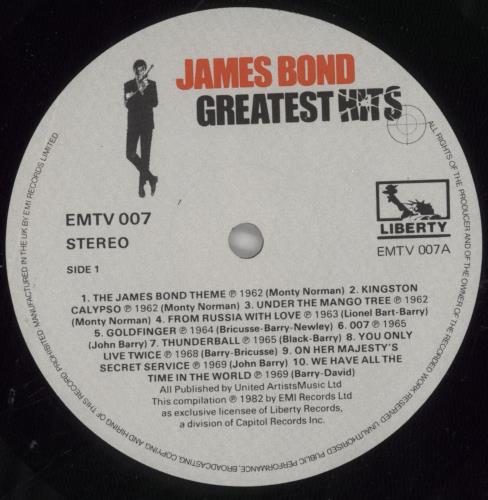 JAMES BOND
GREATEST HITS
EMTV 007
STEREO
SIDE 1
LIBERTY
EMTV 007A
1. THE JAMES BOND THEME ℗ 1962 (Monty Norman) 2. KINGSTON
CALYPSO ℗ 1962 (Monty Norman) 3. UNDER THE MANGO TREE ℗ 1962
(Monty Norman) 4. FROM RUSSIA WITH LOVE ℗ 1963 (Lionel Bart-Barry)
5. GOLDFINGER ℗ 1964 (Bricusse-Barry-Newley) 6. 007 ℗ 1965
(John Barry) 7. THUNDERBALL ℗ 1965 (Black-Barry) 8. YOU ONLY
LIVE TWICE ℗ 1968 (Barry-Bricusse) 9. ON HER MAJESTY'S
SECRET SERVICE ℗ 1969 (John Barry) 10. WE HAVE ALL THE
TIME IN THE WORLD ℗ 1969 (Barry-David)
All Published by United ArtistsMusic Ltd
This compilation ℗ 1982 by EMI Records Ltd
as exclusive licensee of Liberty Records,
a division of Capitol Records Inc.
MANUFACTURED IN THE UK BY EMI RECORDS LIMITED. ALL RIGHTS OF THE PRODUCER AND OF THE OWNER OF THE RECORDED WORK RESERVED. UNAUTHORISED PUBLIC PERFORMANCE, BROADCASTING, COPYING AND HIRING OF THIS RECORD PROHIBITED.